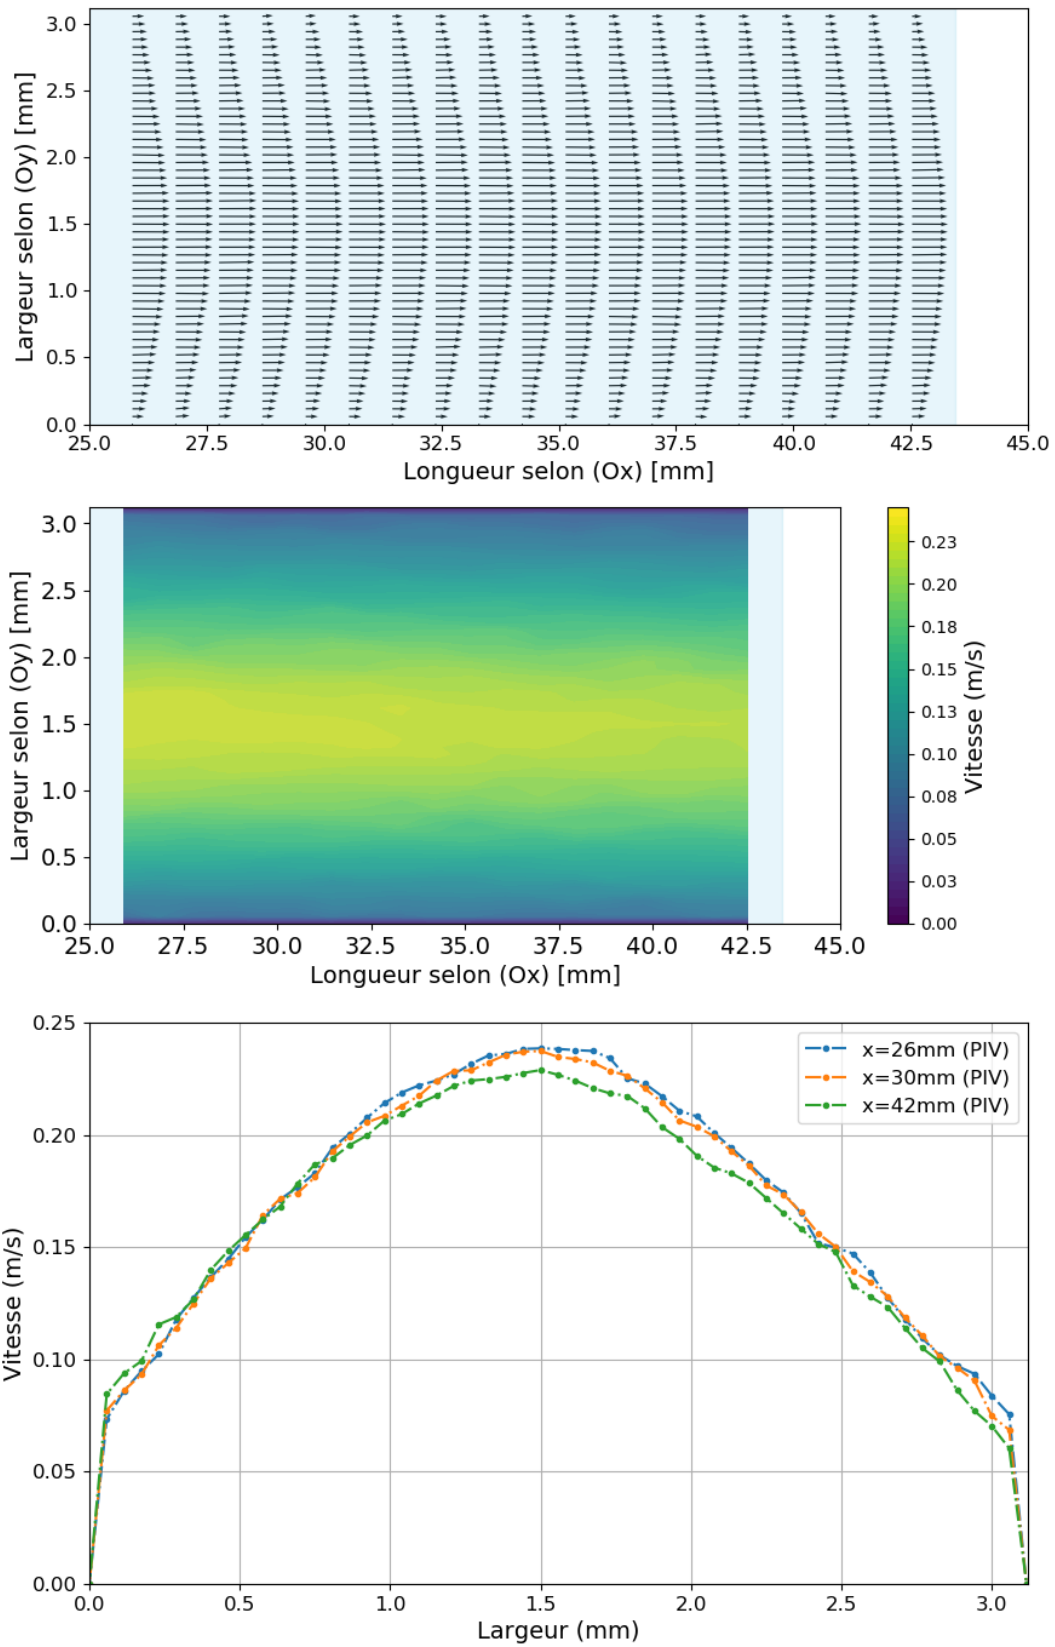 3.0
2.5
2.0
1.5
1.0
0.5
0.0
Largeur selon (Oy) [mm]
25.0 27.5 30.0 32.5 35.0 37.5 40.0 42.5 45.0
Longueur selon (Ox) [mm]
3.0
2.5
2.0
1.5
1.0
0.5
0.0
Largeur selon (Oy) [mm]
25.0 27.5 30.0 32.5 35.0 37.5 40.0 42.5 45.0
Longueur selon (Ox) [mm]
0.23
0.20
0.18
0.15
0.13
0.10
0.08
0.05
0.03
0.00
Vitesse (m/s)
0.25
0.20
0.15
0.10
0.05
0.00
Vitesse (m/s)
x=26mm (PIV)
x=30mm (PIV)
x=42mm (PIV)
0.0 0.5 1.0 1.5 2.0 2.5 3.0
Largeur (mm)